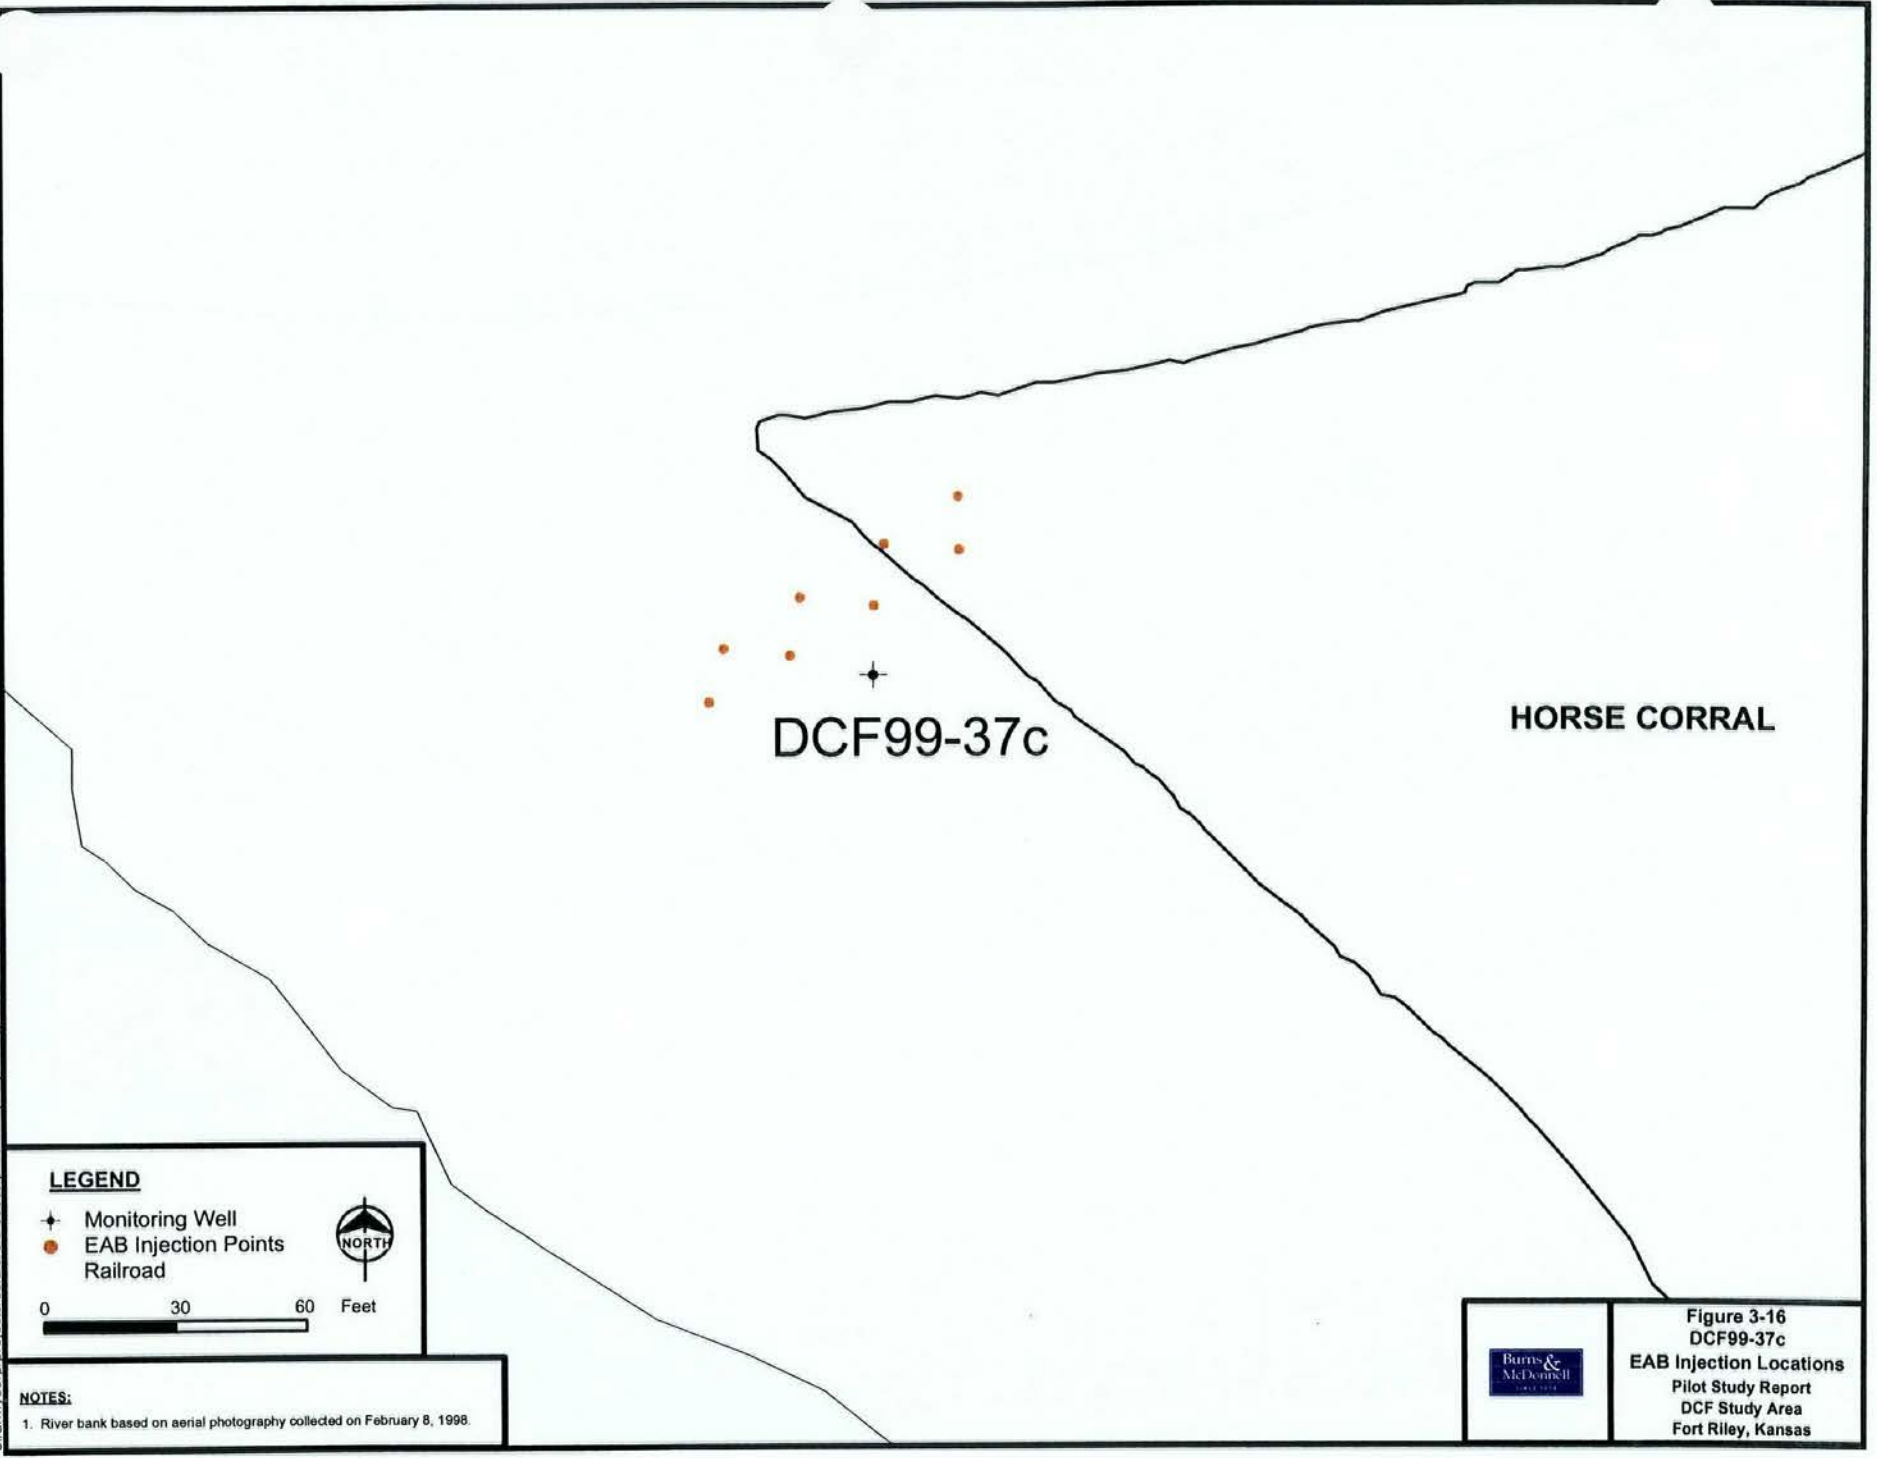 DCF99-37c
HORSE CORRAL
LEGEND
Monitoring Well
EAB Injection Points
Railroad
NORTH
0 30 60 Feet
NOTES:
1. River bank based on aerial photography collected on February 8, 1998.
Burns &
McDonnell
Figure 3-16
DCF99-37c
EAB Injection Locations
Pilot Study Report
DCF Study Area
Fort Riley, Kansas